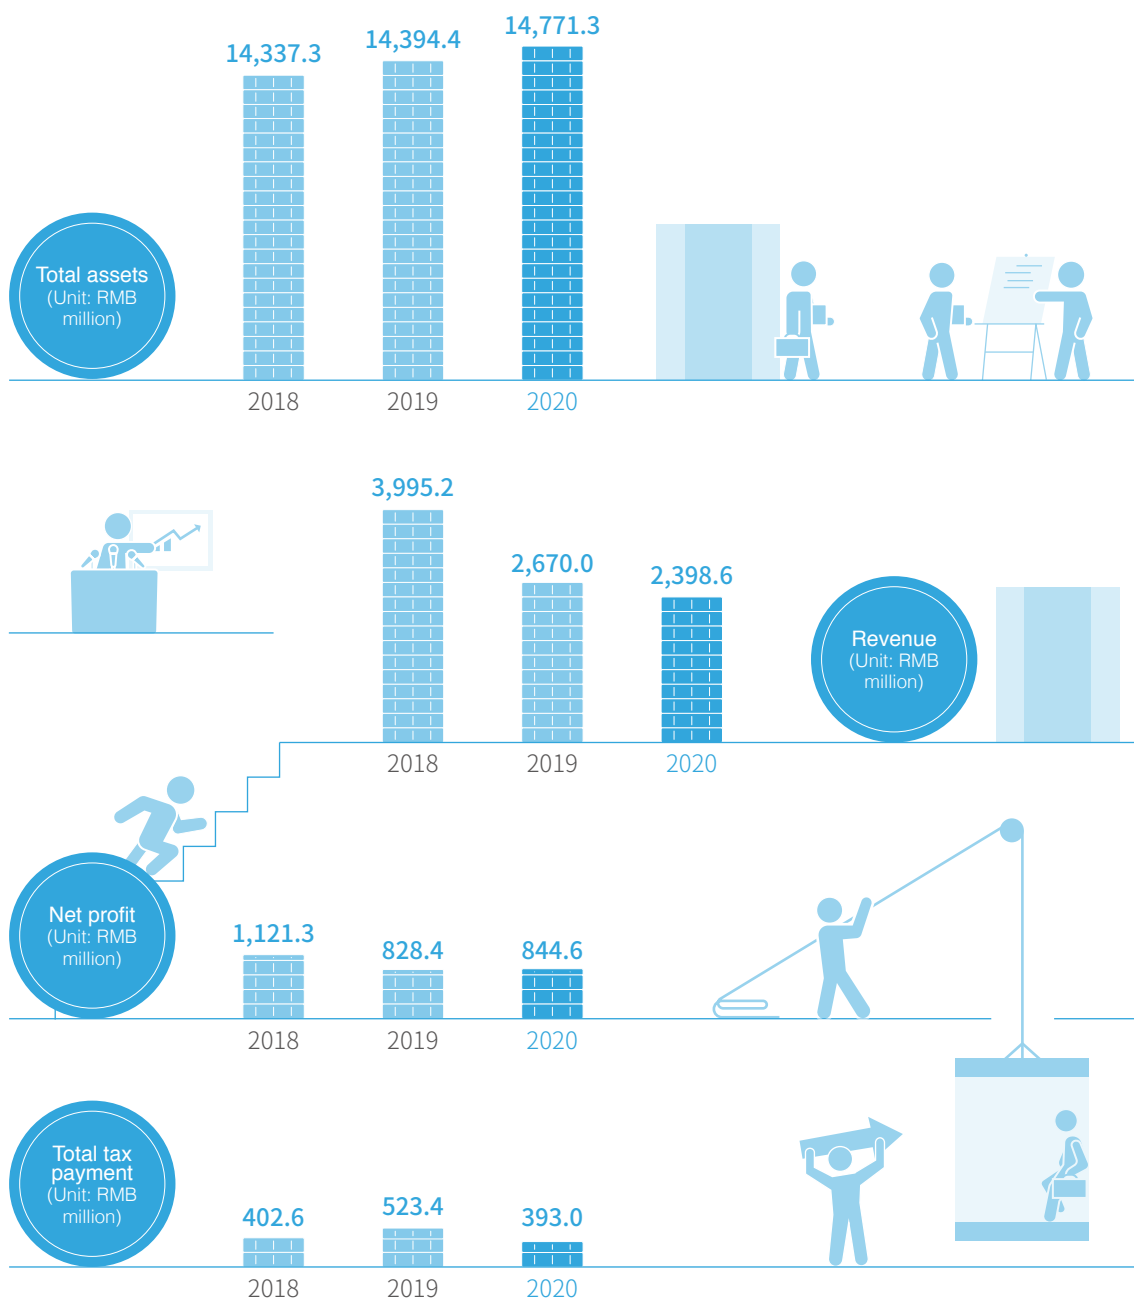 14,337.3
14,394.4
14,771.3
Total assets
(Unit: RMB
million)
2018
2019
2020
3,995.2
2,670.0
2,398.6
Revenue
(Unit: RMB
million)
2018
2019
2020
Net profit
(Unit: RMB
million)
1,121.3
828.4
844.6
2018
2019
2020
Total tax
payment
(Unit: RMB
million)
402.6
523.4
393.0
2018
2019
2020